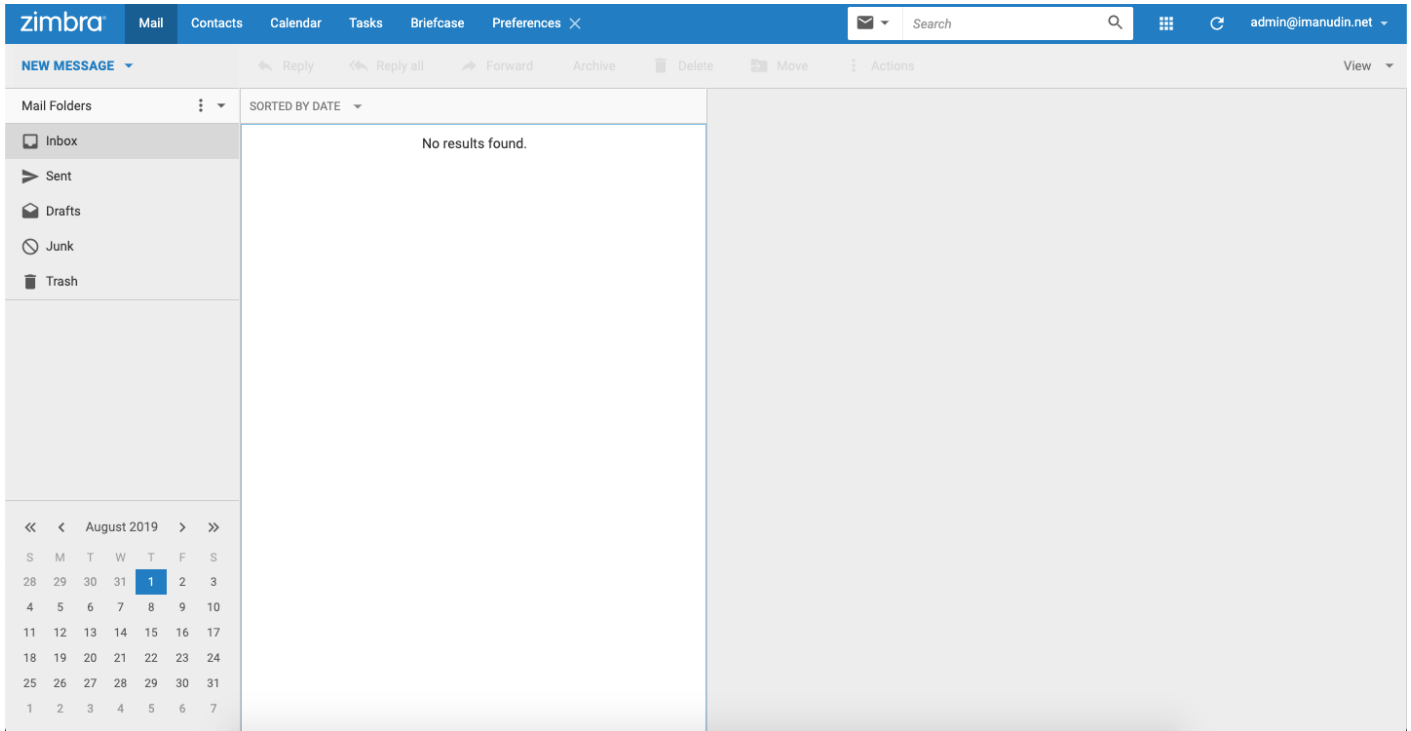 zimbra Mail Contacts Calendar Tasks Briefcase Preferences Search admin@imanudin.net
NEW MESSAGE Reply Reply all Forward Archive Delete Move Actions View
Mail Folders
SORTED BY DATE
Inbox
No results found.
Sent
Drafts
Junk
Trash
August 2019
S M T W T F S
28 29 30 31 1 2 3
4 5 6 7 8 9 10
11 12 13 14 15 16 17
18 19 20 21 22 23 24
25 26 27 28 29 30 31
1 2 3 4 5 6 7